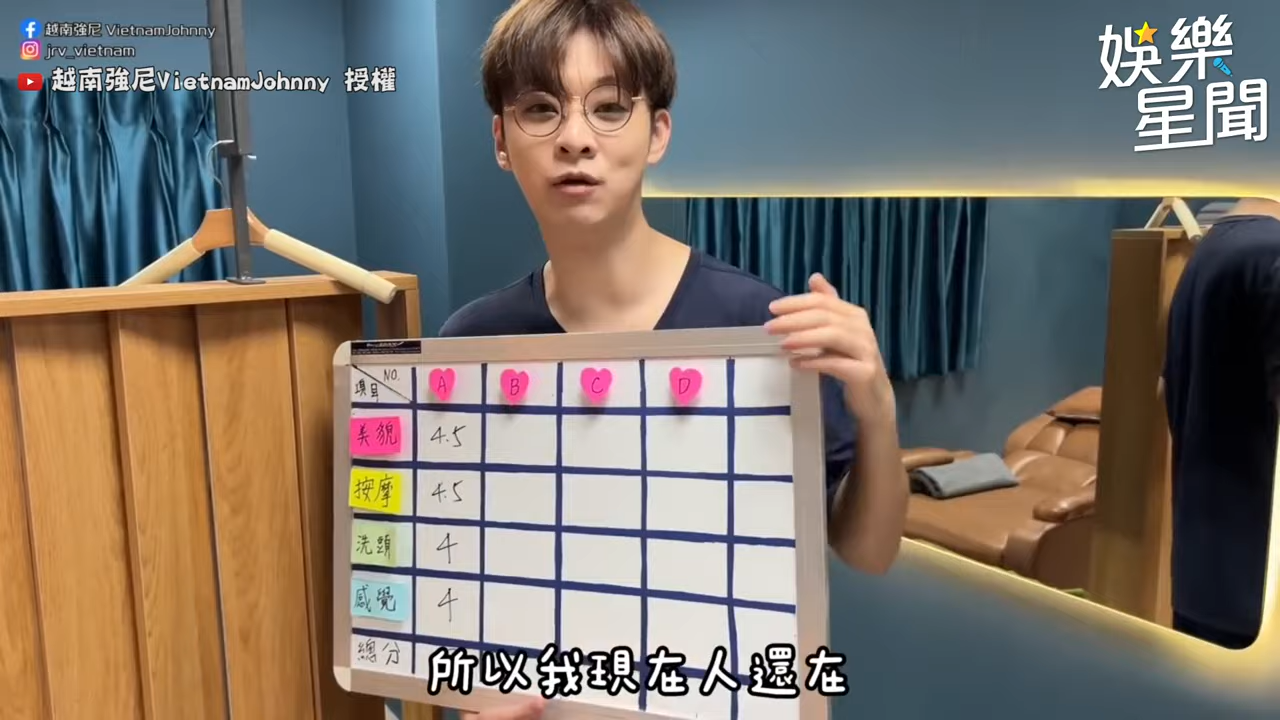 越南強尼 VietnamJohnny
jrv_vietnam
越南強尼VietnamJohnny 授權
娛樂
星聞
NO.
項目
A B C D
美貌 4.5
按摩 4.5
洗頭 4
感覺 4
總分
所以我現在人還在